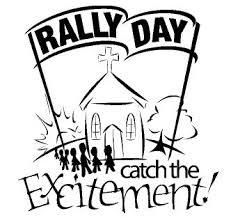 RALLY DAY
catch the
Excitement!